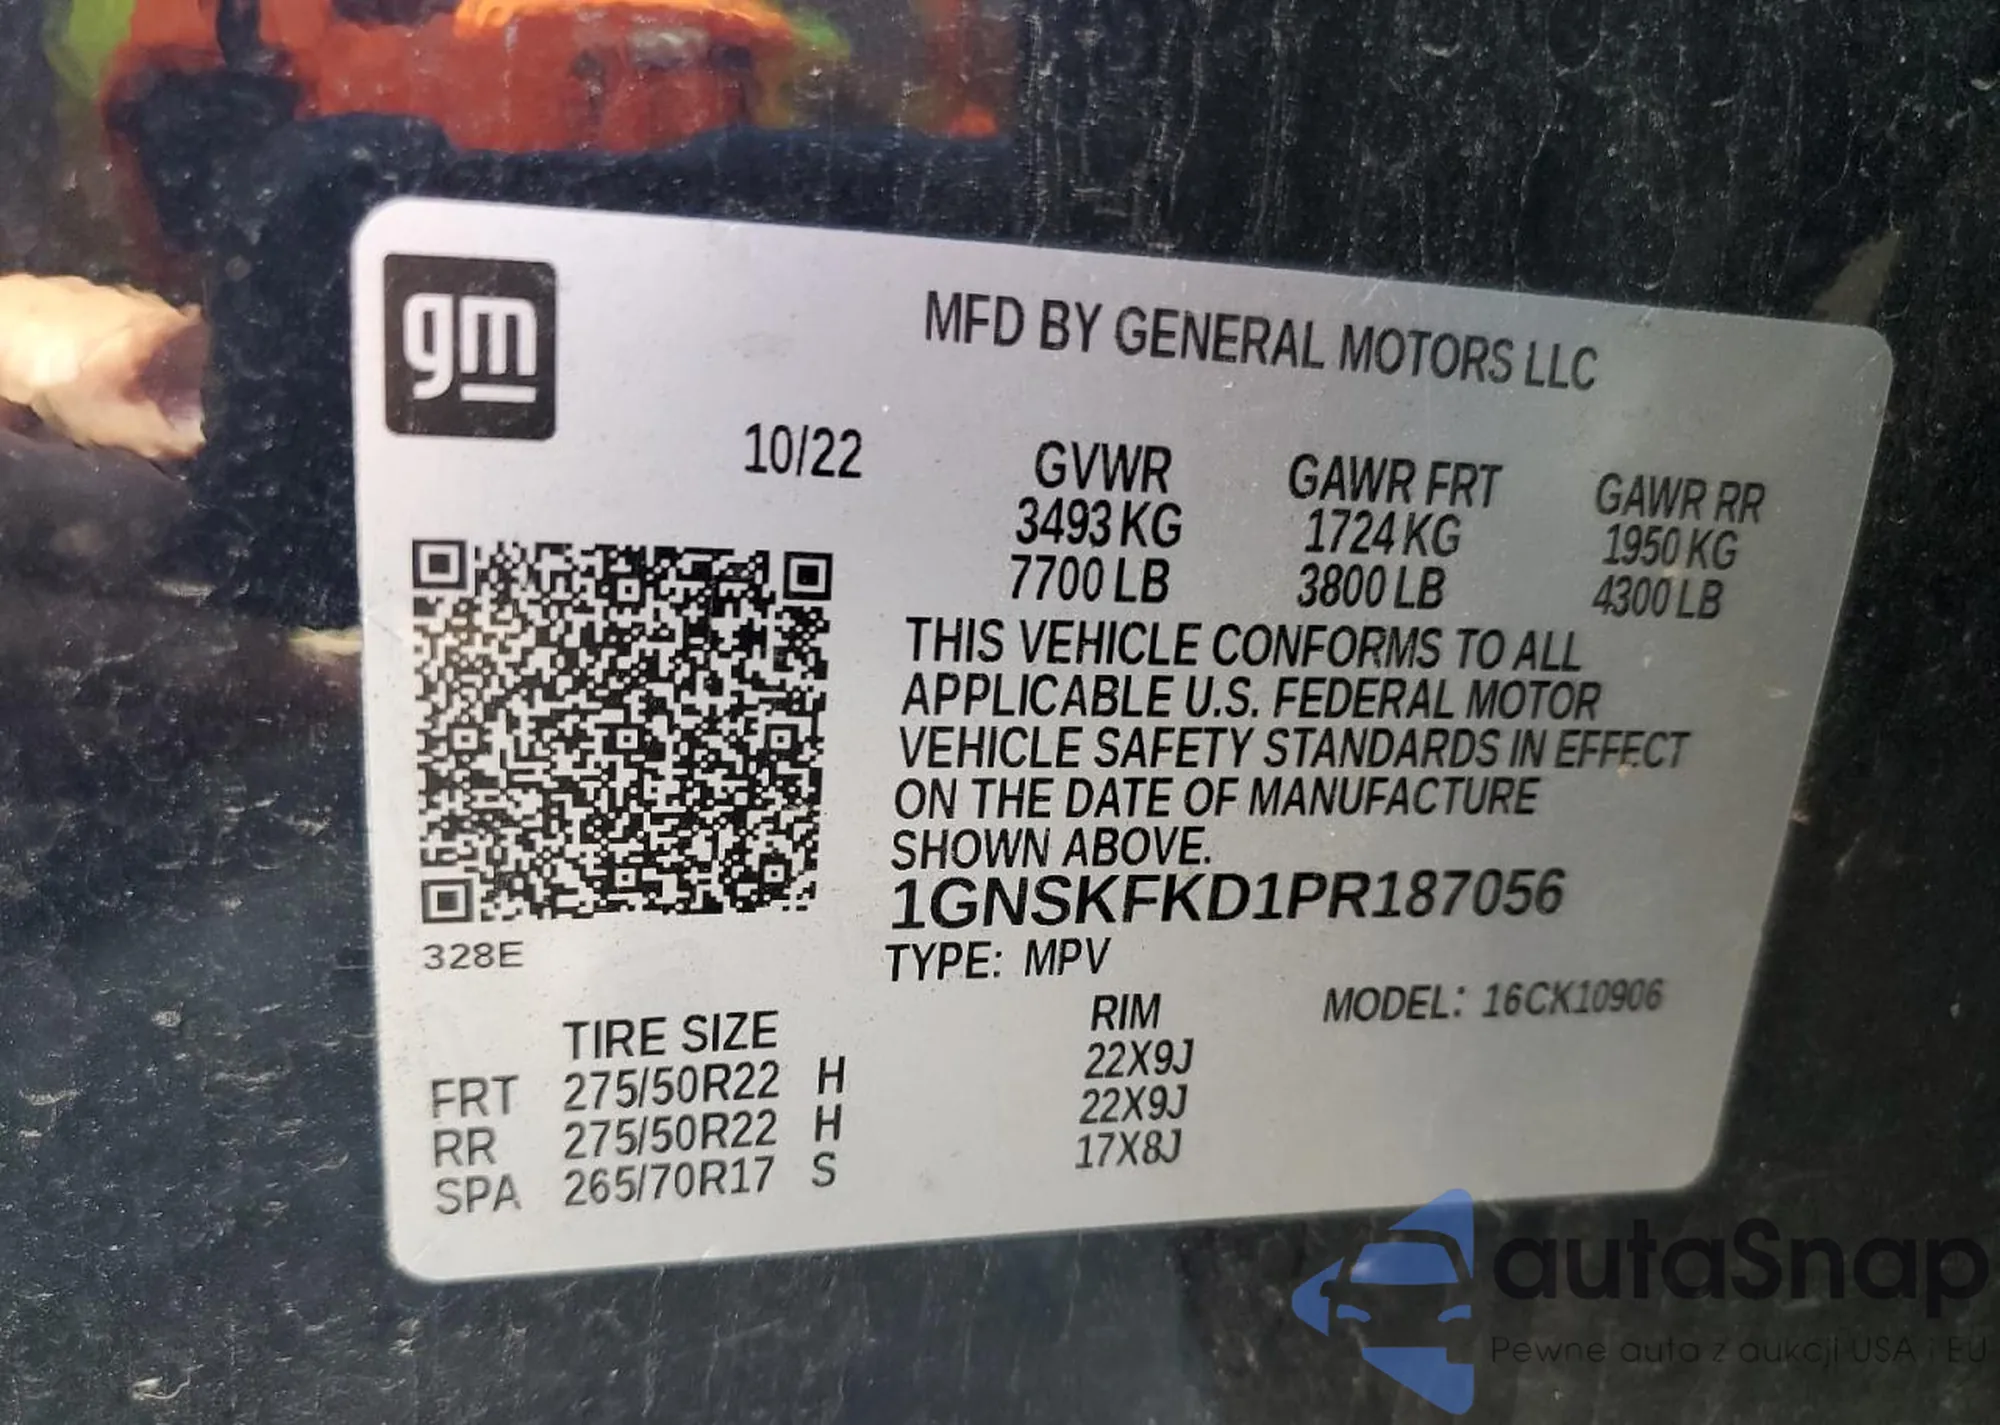 gm
MFD BY GENERAL MOTORS LLC
10/22
GVWR GAWR FRT GAWR RR
3493 KG 1724 KG 1950 KG
7700 LB 3800 LB 4300 LB
THIS VEHICLE CONFORMS TO ALL
APPLICABLE U.S. FEDERAL MOTOR
VEHICLE SAFETY STANDARDS IN EFFECT
ON THE DATE OF MANUFACTURE
SHOWN ABOVE.
1GNSKFKD1PR187056
328E
TYPE: MPV
MODEL: 16CK10906
TIRE SIZE RIM
FRT 275/50R22 H 22X9J
RR 275/50R22 H 22X9J
SPA 265/70R17 S 17X8J
autaSnap
Pewne auta z aukcji USA i EU